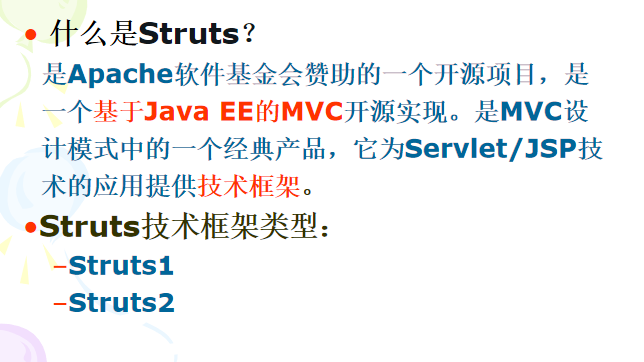 • 什么是Struts？
是Apache软件基金会赞助的一个开源项目，是
一个基于Java EE的MVC开源实现。是MVC设
计模式中的一个经典产品，它为Servlet/JSP技
术的应用提供技术框架。
•Struts技术框架类型：
–Struts1
–Struts2